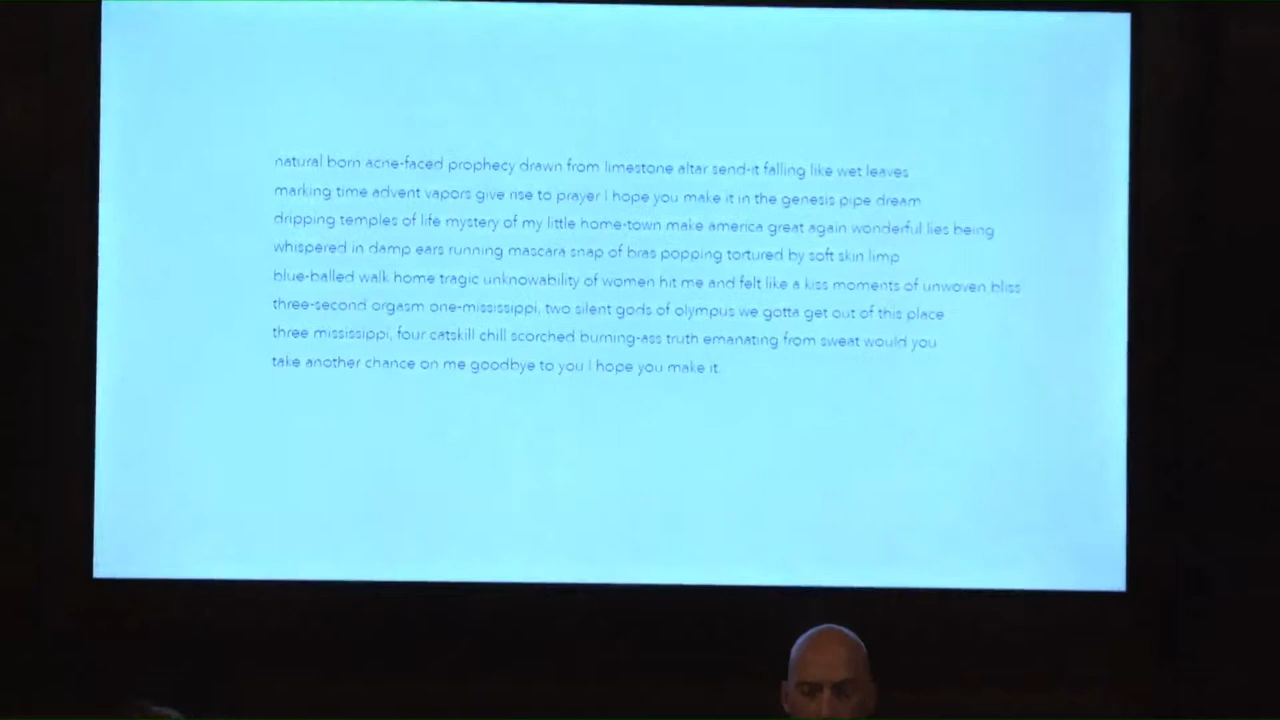 natural born acne-faced prophecy drawn from limestone altar send-it falling like wet leaves
marking time advent vapors give rise to prayer I hope you make it in the genesis pipe dream
dripping temples of life mystery of my little home-town make america great again wonderful lies being
whispered in damp ears running mascara snap of bras popping tortured by soft skin limp
blue-balled walk home tragic unknowability of women hit me and felt like a kiss moments of unwoven bliss
three-second orgasm one-mississippi, two silent gods of olympus we gotta get out of this place
three mississippi, four catskill chill scorched burning-ass truth emanating from sweat would you
take another chance on me goodbye to you I hope you make it.